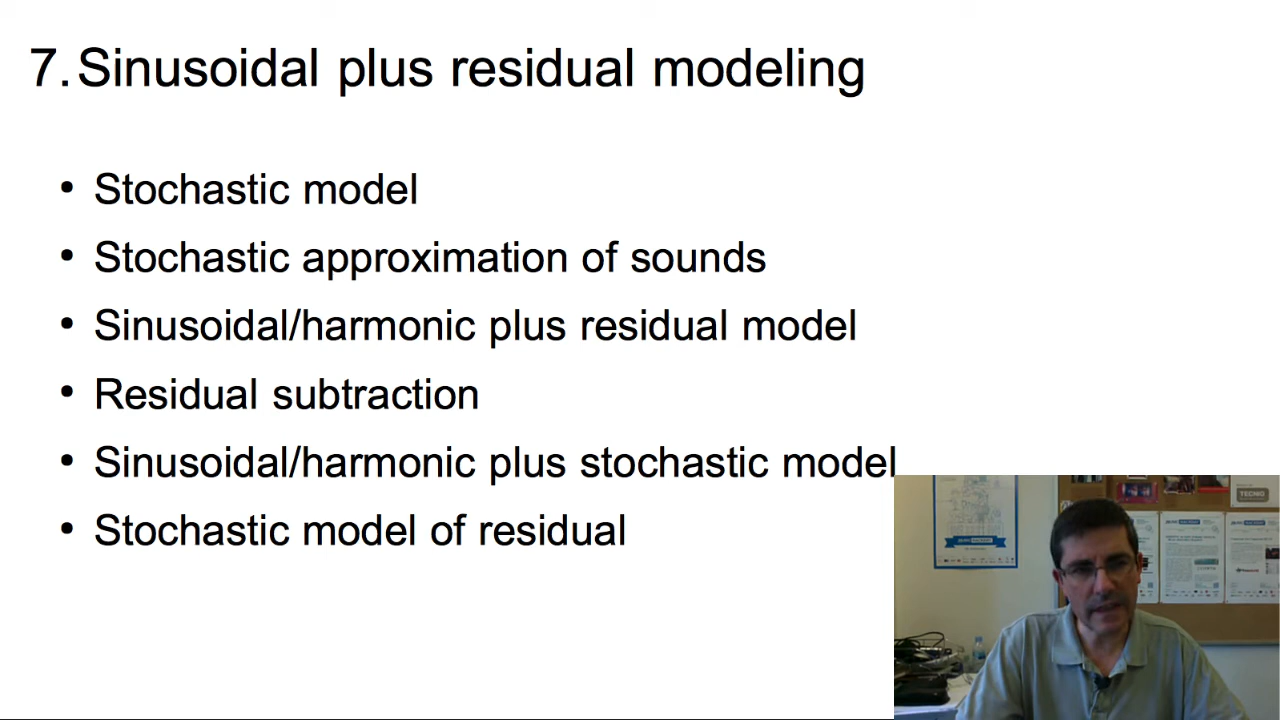 7. Sinusoidal plus residual modeling
• Stochastic model
• Stochastic approximation of sounds
• Sinusoidal/harmonic plus residual model
• Residual subtraction
• Sinusoidal/harmonic plus stochastic model
• Stochastic model of residual
TECNIO